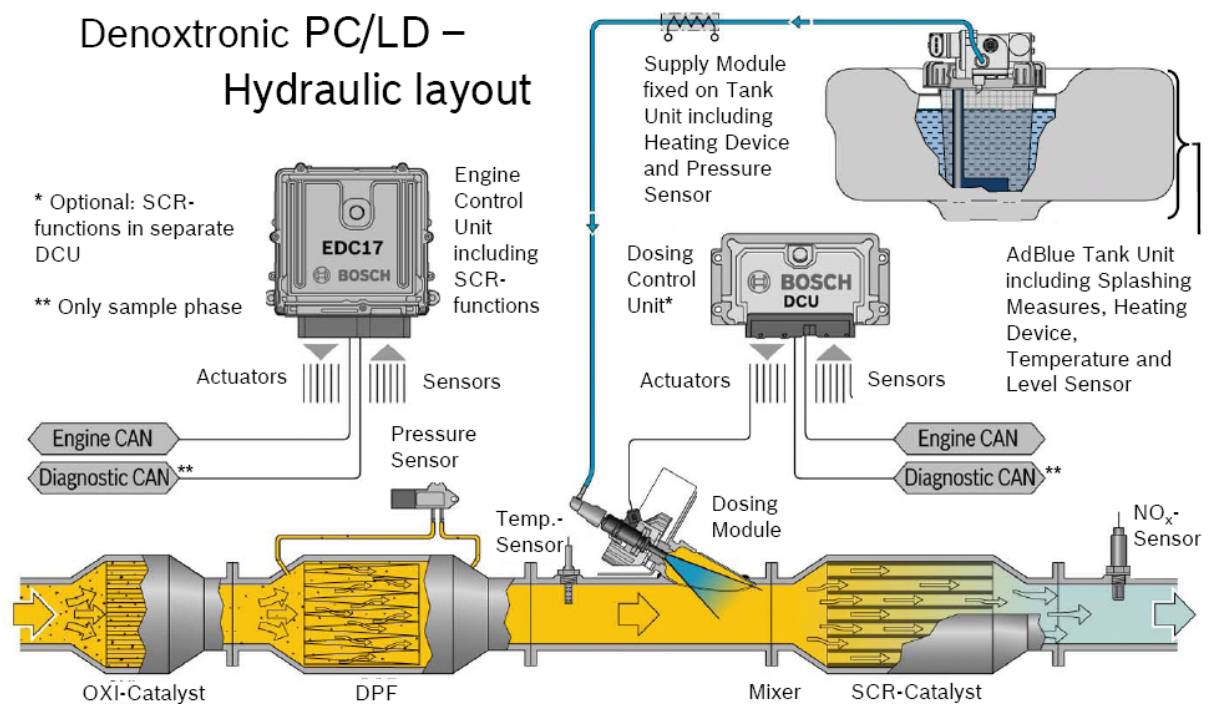 Denoxtronic PC/LD –
Hydraulic layout
Supply Module
fixed on Tank
Unit including
Heating Device
and Pressure
Sensor
* Optional: SCR-
functions in separate
DCU
** Only sample phase
EDC17
BOSCH
Engine
Control
Unit
including
SCR-
functions
Dosing
Control
Unit*
BOSCH
DCU
AdBlue Tank Unit
including Splashing
Measures, Heating
Device,
Temperature and
Level Sensor
Actuators
Sensors
Actuators
Sensors
Engine CAN
Diagnostic CAN**
Pressure
Sensor
Engine CAN
Diagnostic CAN**
Temp.-
Sensor
Dosing
Module
NOx-
Sensor
OXI-Catalyst
DPF
Mixer
SCR-Catalyst